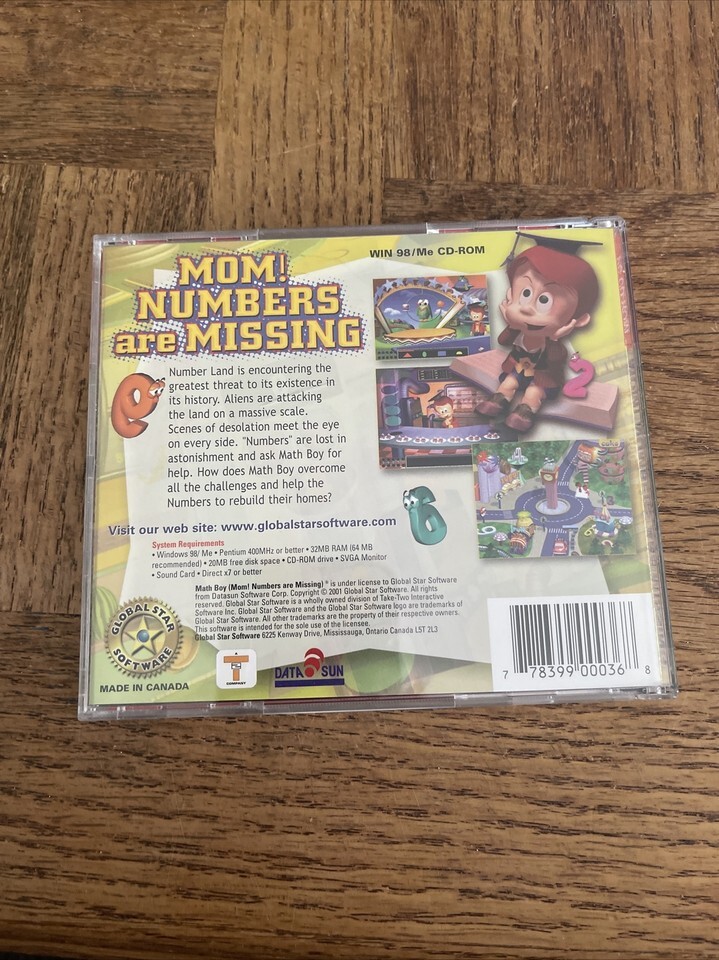 WIN 98/Me CD-ROM
MOM!
NUMBERS
are MISSING
Number Land is encountering the
greatest threat to its existence in
its history. Aliens are attacking
the land on a massive scale.
Scenes of desolation meet the eye
on every side. "Numbers" are lost in
astonishment and ask Math Boy for
help. How does Math Boy overcome
all the challenges and help the
Numbers to rebuild their homes?
2
6
Visit our web site: www.globalstarsoftware.com
System Requirements
• Windows 98/ Me • Pentium 400MHz or better • 32MB RAM (64 MB
recommended) • 20MB free disk space • CD-ROM drive • SVGA Monitor
• Sound Card • Direct x7 or better
Math Boy (Mom! Numbers are Missing)® is under license to Global Star Software
from Datasun Software Corp. Copyright © 2001 Global Star Software. All rights
reserved. Global Star Software is a wholly owned division of Take-Two Interactive
Software Inc. Global Star Software and the Global Star Software logo are trademarks of
Global Star Software. All other trademarks are the property of their respective owners.
This software is intended for the sole use of the licensee.
Global Star Software 6225 Kenway Drive, Mississauga, Ontario Canada L5T 2L3
GLOBAL STAR
SOFTWARE
MADE IN CANADA
T
COMPANY
DATA SUN
7 78399 00036 8